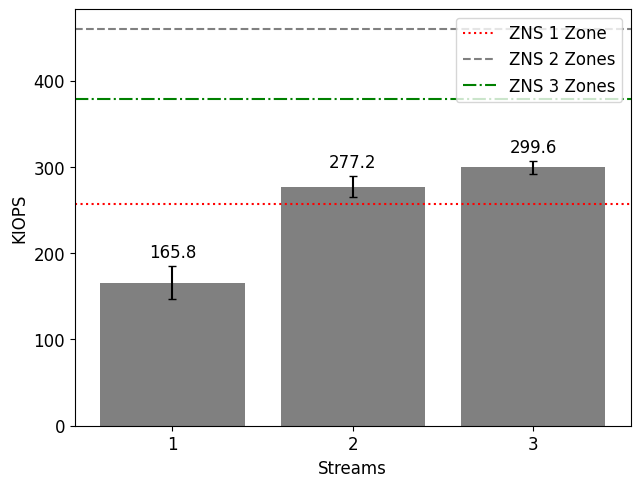 ZNS 1 Zone
ZNS 2 Zones
ZNS 3 Zones
KIOPS
400
300
200
100
0
165.8
277.2
299.6
1
2
3
Streams